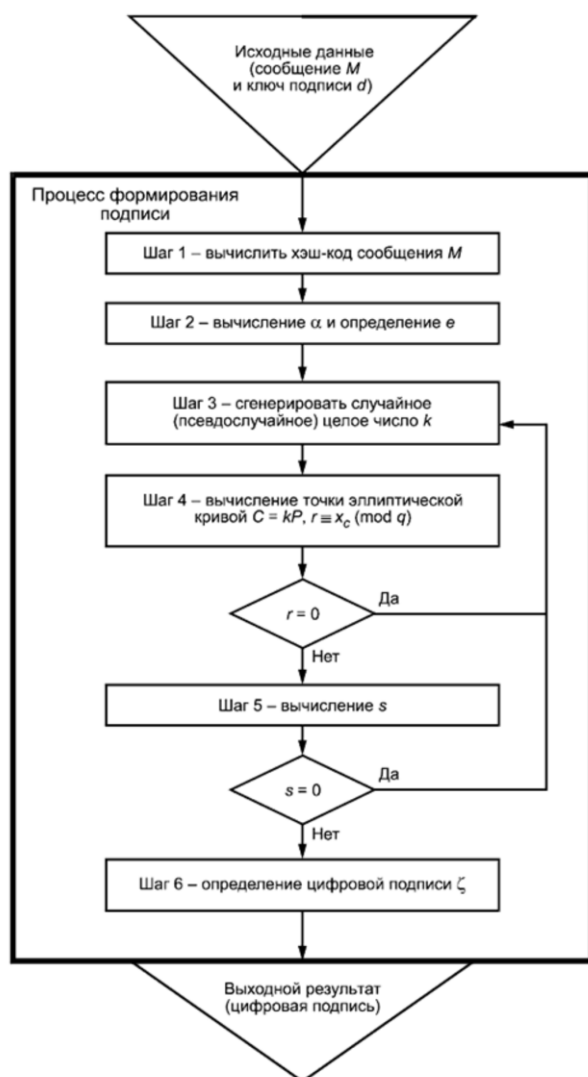 Исходные данные
(сообщение M
и ключ подписи d)
Процесс формирования
подписи
Шаг 1 – вычислить хэш-код сообщения M
Шаг 2 – вычисление α и определение e
Шаг 3 – сгенерировать случайное
(псевдослучайное) целое число k
Шаг 4 – вычисление точки эллиптической
кривой C = kP, r ≡ x_c (mod q)
r = 0
Да
Нет
Шаг 5 – вычисление s
s = 0
Да
Нет
Шаг 6 – определение цифровой подписи ζ
Выходной результат
(цифровая подпись)